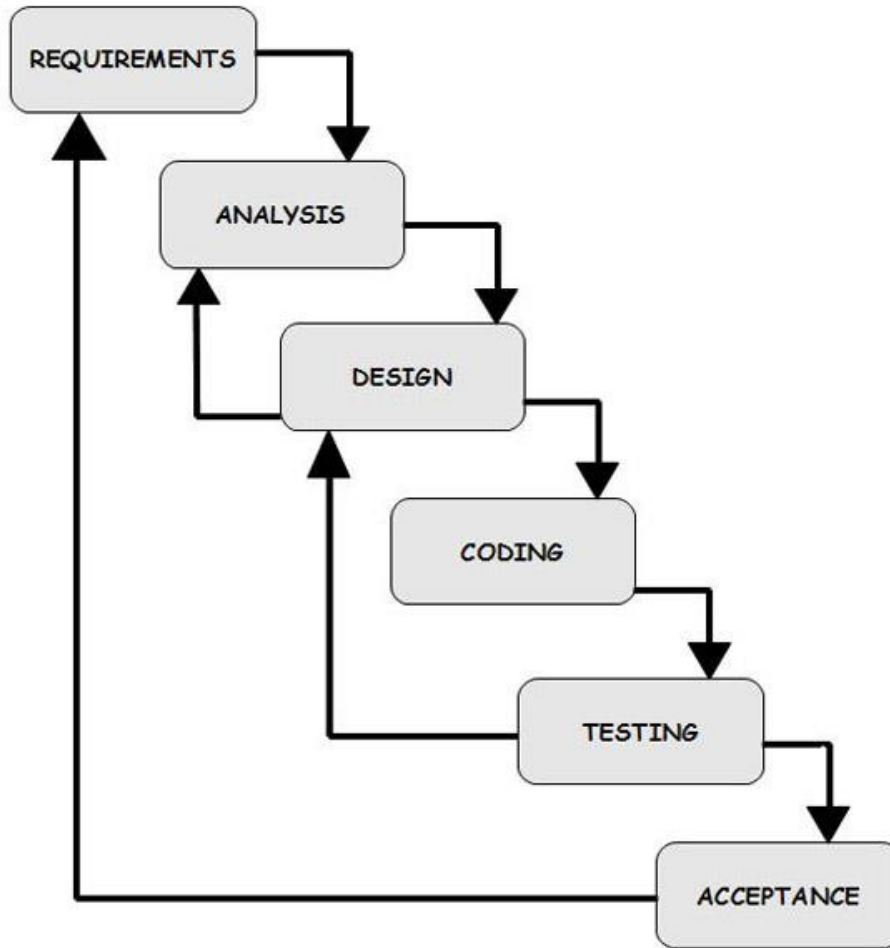 REQUIREMENTS
ANALYSIS
DESIGN
CODING
TESTING
ACCEPTANCE